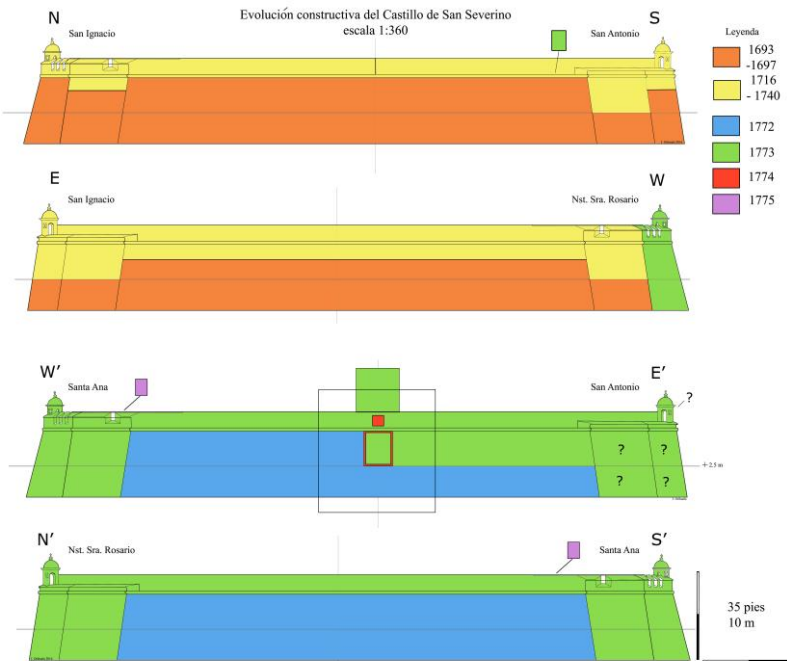 Evolución constructiva del Castillo de San Severino
escala 1:360
N
San Ignacio
San Antonio
S
Leyenda
1693
-1697
1716
- 1740
1772
1773
1774
1775
E
San Ignacio
Nst. Sra. Rosario
W
W'
Santa Ana
San Antonio
E'
?
? ?
? ?
+ 2.5 m
N'
Nst. Sra. Rosario
Santa Ana
S'
35 pies
10 m